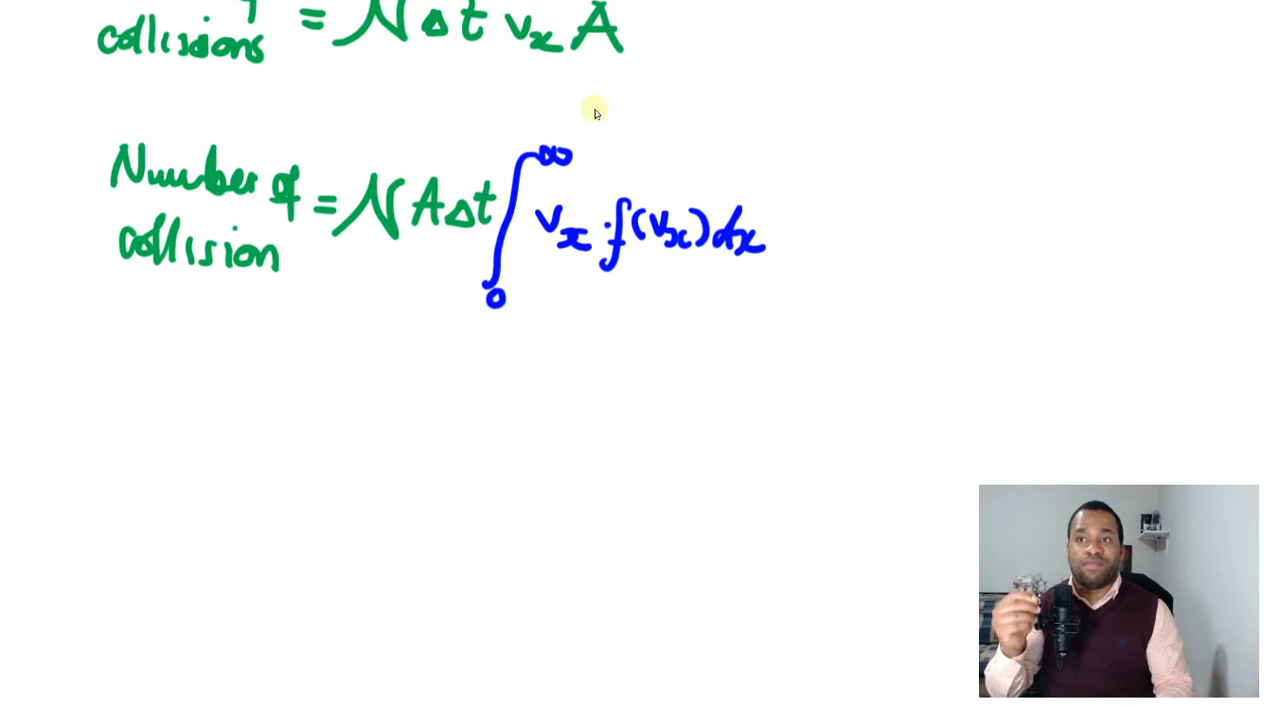 collisions = N Δt vx A
Number of
collision = N A Δt ∫₀^∞ vx · f(vx) dx